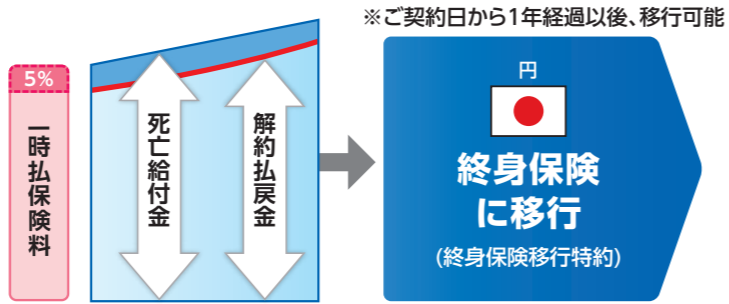 ※ご契約日から1年経過以後、移行可能
5%
一時払保険料
死亡給付金
解約払戻金
円
終身保険
に移行
(終身保険移行特約)